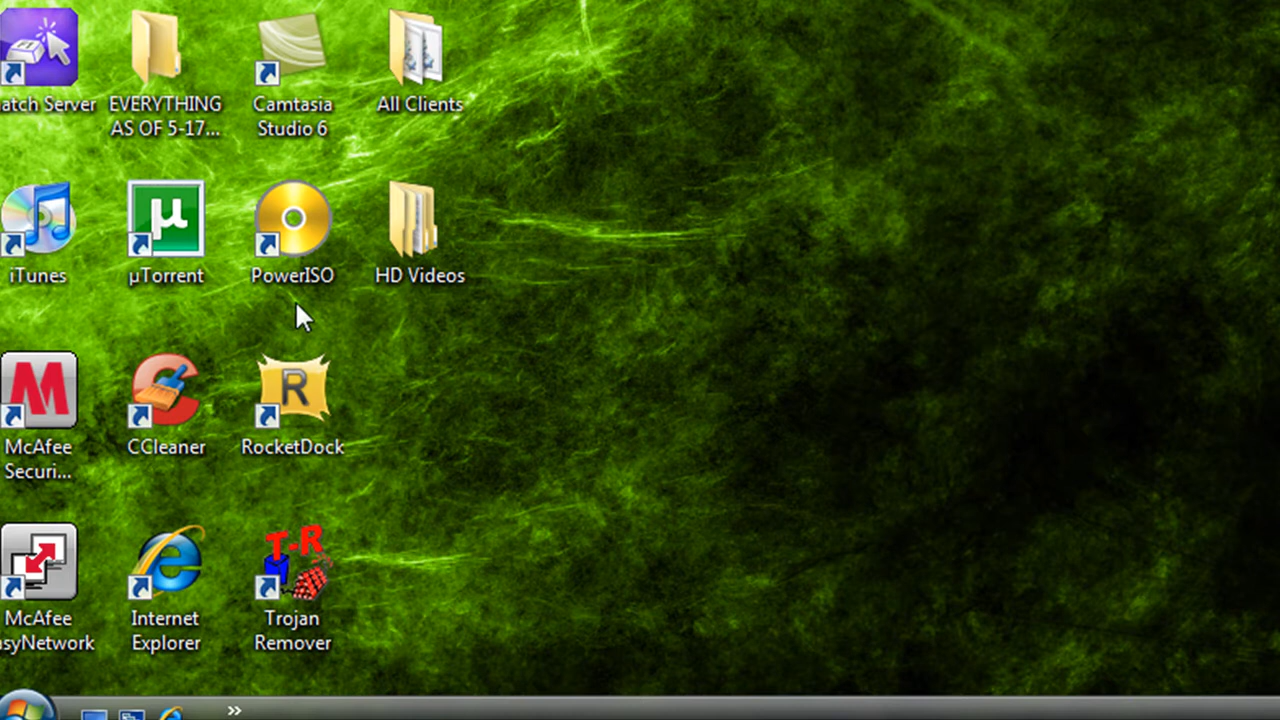 atch Server
EVERYTHING
AS OF 5-17...
Camtasia
Studio 6
All Clients
iTunes
µ
µTorrent
PowerISO
HD Videos
M
McAfee
Securi...
CCleaner
R
RocketDock
McAfee
asyNetwork
Internet
Explorer
T-R
Trojan
Remover
»